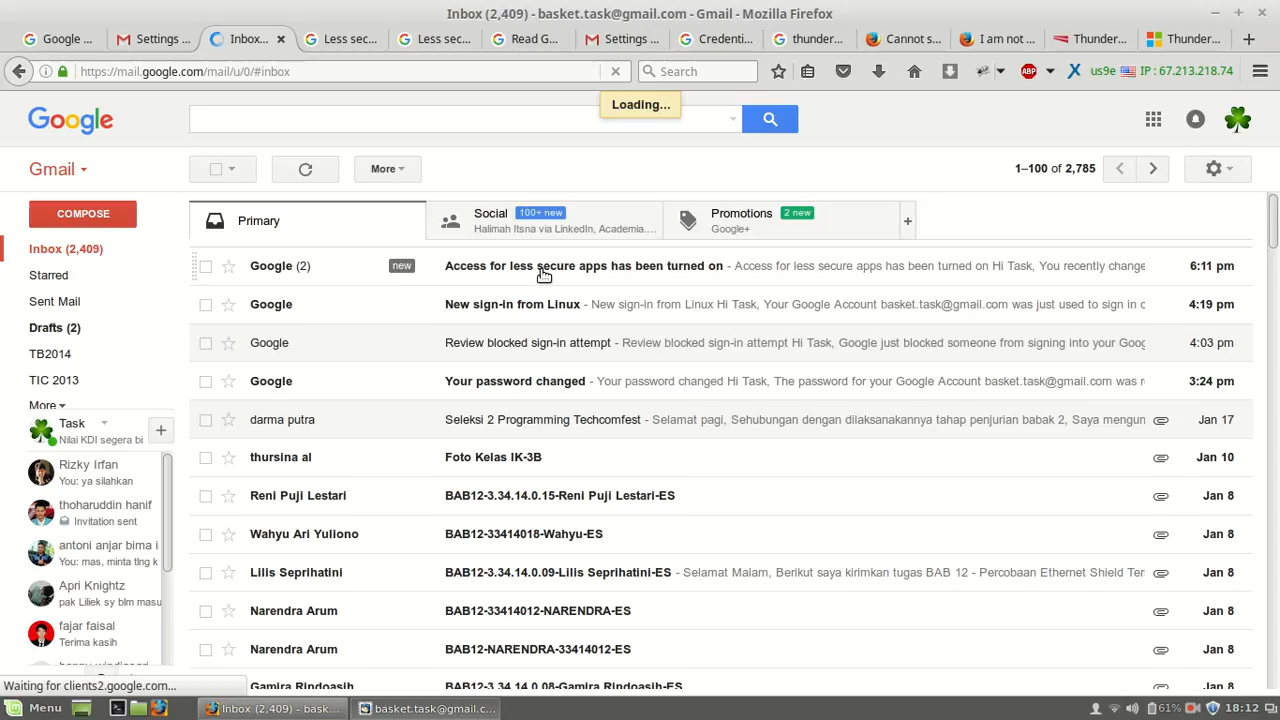 Inbox (2,409) - basket.task@gmail.com - Gmail - Mozilla Firefox
Google ... Settings ... Inbox... Less sec... Less sec... Read G... Settings ... Credenti... thunder... Cannot s... I am not ... Thunder... Thunder...
https://mail.google.com/mail/u/0/#inbox Search ABP us9e IP : 67.213.218.74
Loading...
Google
Gmail More 1–100 of 2,785
COMPOSE
Inbox (2,409)
Starred
Sent Mail
Drafts (2)
TB2014
TIC 2013
More
Task
Nilai KDI segera bi
Rizky Irfan
You: ya silahkan
thoharuddin hanif
Invitation sent
antoni anjar bima i
You: mas, minta tlng k
Apri Knightz
pak Liliek sy blm masu
fajar faisal
Terima kasih
Primary
Social 100+ new
Halimah Itsna via LinkedIn, Academia....
Promotions 2 new
Google+
Google (2) new Access for less secure apps has been turned on - Access for less secure apps has been turned on Hi Task, You recently change 6:11 pm
Google New sign-in from Linux - New sign-in from Linux Hi Task, Your Google Account basket.task@gmail.com was just used to sign in o 4:19 pm
Google Review blocked sign-in attempt - Review blocked sign-in attempt Hi Task, Google just blocked someone from signing into your Goog 4:03 pm
Google Your password changed - Your password changed Hi Task, The password for your Google Account basket.task@gmail.com was r 3:24 pm
darma putra Seleksi 2 Programming Techcomfest - Selamat pagi, Sehubungan dengan dilaksanakannya tahap penjurian babak 2, Saya mengun Jan 17
thursina al Foto Kelas IK-3B Jan 10
Reni Puji Lestari BAB12-3.34.14.0.15-Reni Puji Lestari-ES Jan 8
Wahyu Ari Yuliono BAB12-33414018-Wahyu-ES Jan 8
Lilis Seprihatini BAB12-3.34.14.0.09-Lilis Seprihatini-ES - Selamat Malam, Berikut saya kirimkan tugas BAB 12 - Percobaan Ethernet Shield Ter Jan 8
Narendra Arum BAB12-33414012-NARENDRA-ES Jan 8
Narendra Arum BAB12-NARENDRA-33414012-ES Jan 8
Gamira Rindoasih BAB12-3.34.14.0.08-Gamira Rindoasih-ES Jan 8
Waiting for clients2.google.com...
Menu Inbox (2,409) - bask... basket.task@gmail.c... 61% 18:12